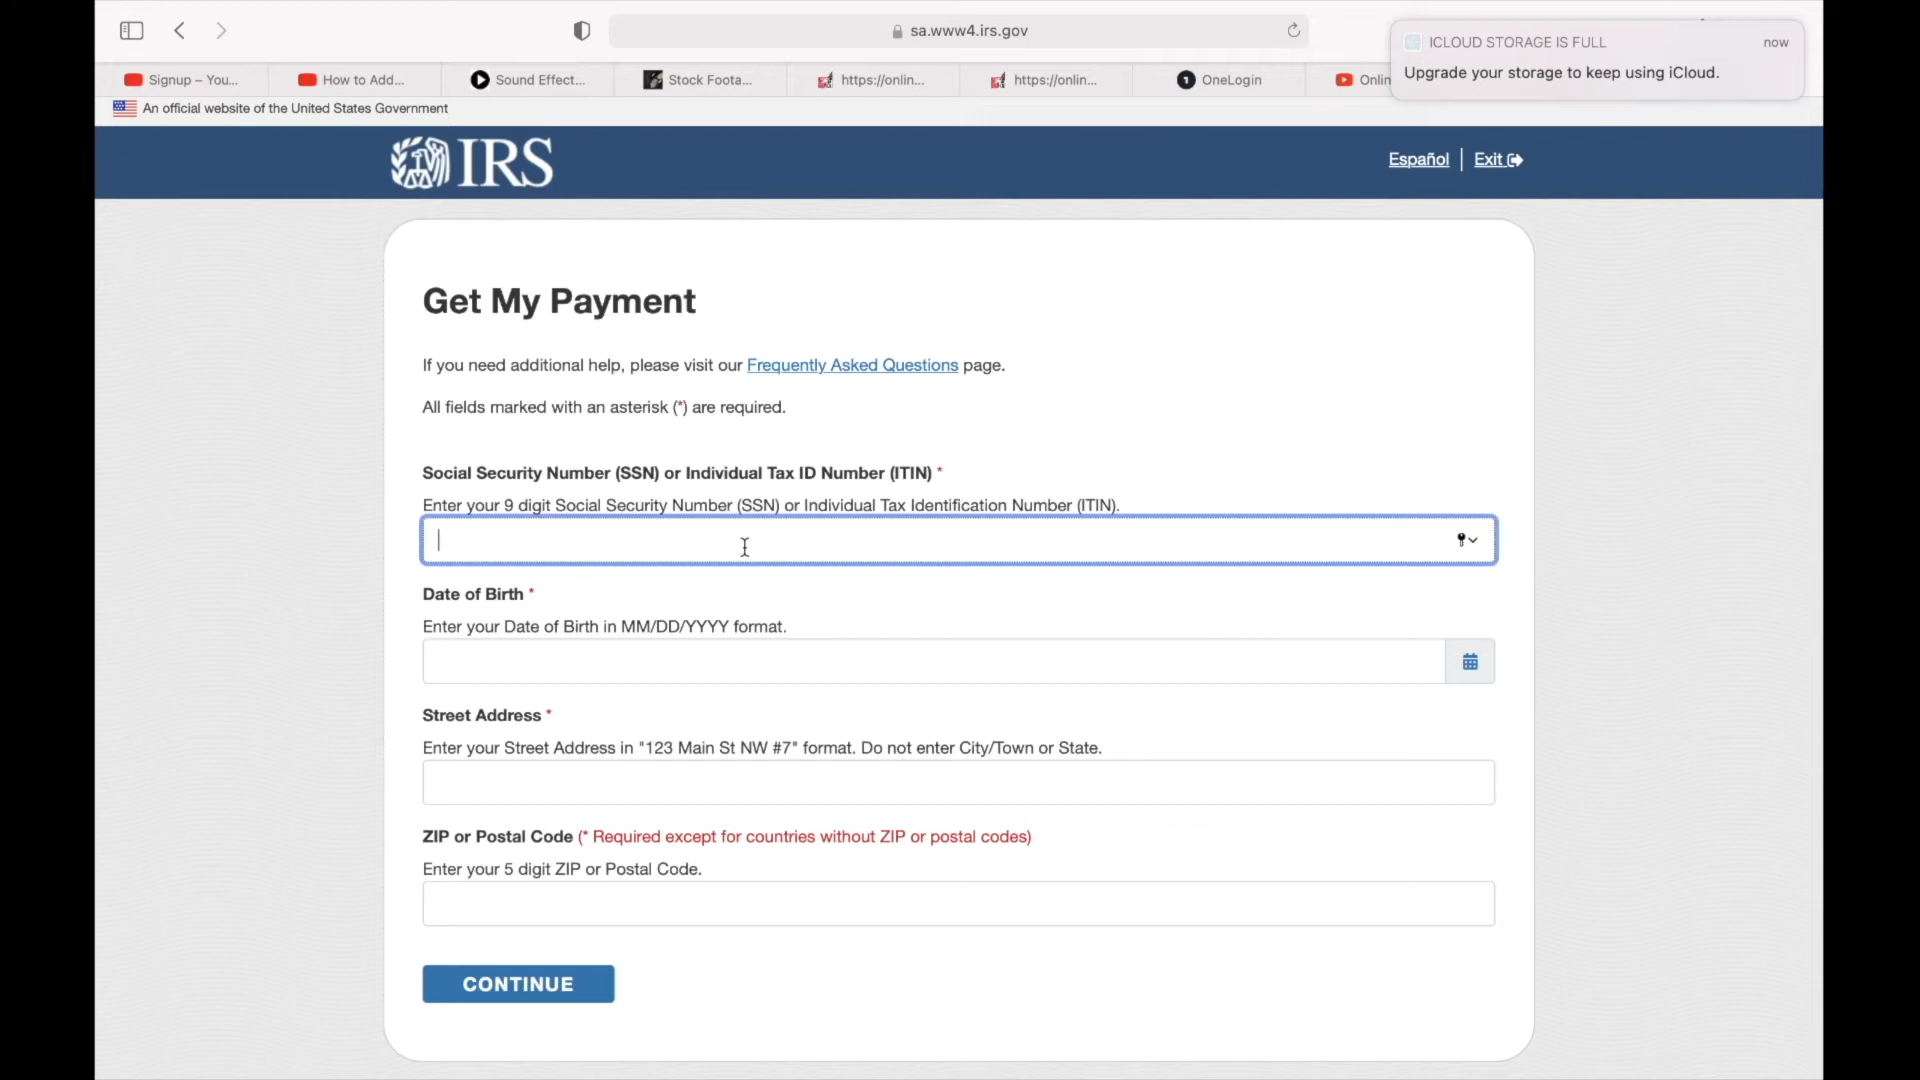 sa.www4.irs.gov
ICLOUD STORAGE IS FULL
now
Upgrade your storage to keep using iCloud.
Signup – You...
How to Add...
Sound Effect...
Stock Foota...
https://onlin...
https://onlin...
1
OneLogin
Onlin
An official website of the United States Government
IRS
Español
Exit
Get My Payment
If you need additional help, please visit our Frequently Asked Questions page.
All fields marked with an asterisk (*) are required.
Social Security Number (SSN) or Individual Tax ID Number (ITIN) *
Enter your 9 digit Social Security Number (SSN) or Individual Tax Identification Number (ITIN).
Date of Birth *
Enter your Date of Birth in MM/DD/YYYY format.
Street Address *
Enter your Street Address in "123 Main St NW #7" format. Do not enter City/Town or State.
ZIP or Postal Code (* Required except for countries without ZIP or postal codes)
Enter your 5 digit ZIP or Postal Code.
CONTINUE